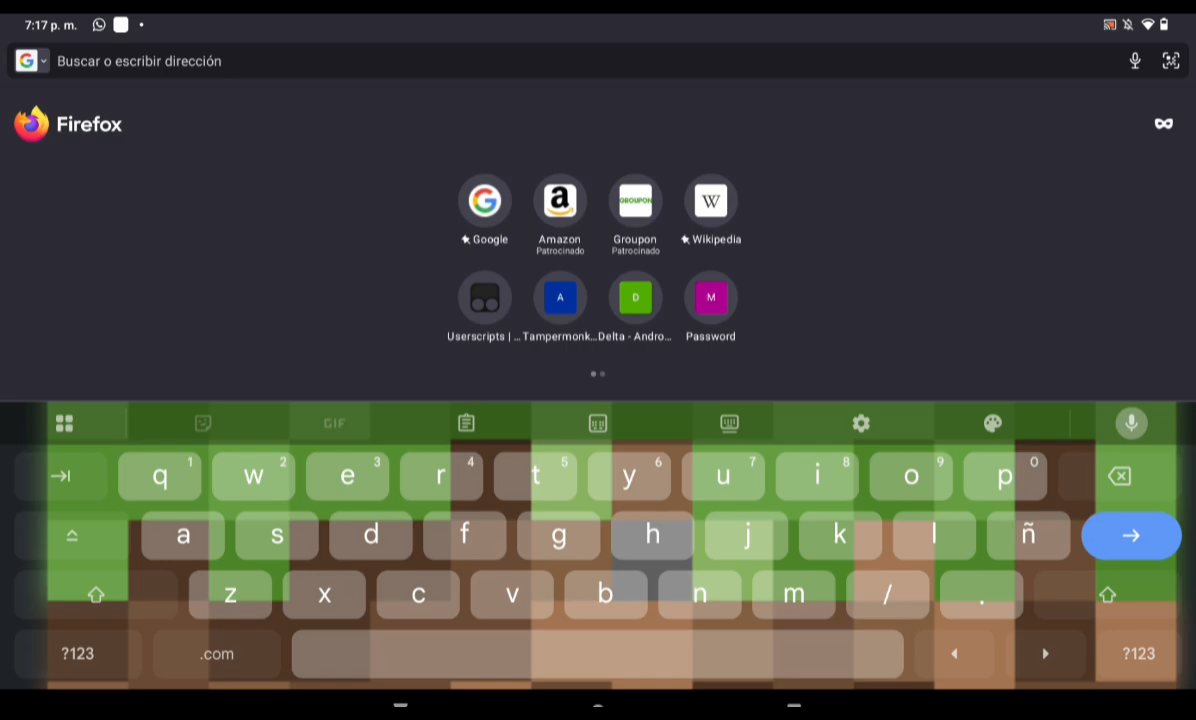 7:17 p. m.
Buscar o escribir dirección
Firefox
Google
Amazon
Patrocinado
Groupon
Patrocinado
Wikipedia
Userscripts | ...
Tampermonk...
Delta - Andro...
Password
GIF
q 1 w 2 e 3 r 4 t 5 y 6 u 7 i 8 o 9 p 0
a s d f g h j k l ñ
z x c v b n m / .
?123 .com ?123